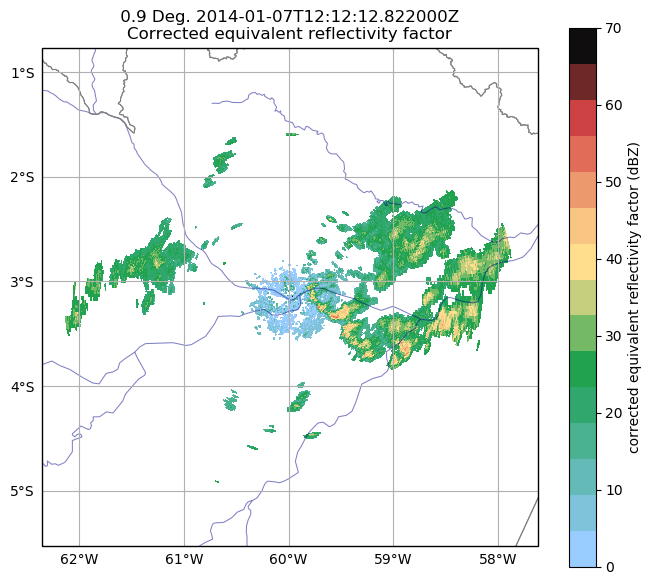 0.9 Deg. 2014-01-07T12:12:12.822000Z
Corrected equivalent reflectivity factor
1°S
2°S
3°S
4°S
5°S
62°W 61°W 60°W 59°W 58°W
70
60
50
40
30
20
10
0
corrected equivalent reflectivity factor (dBZ)